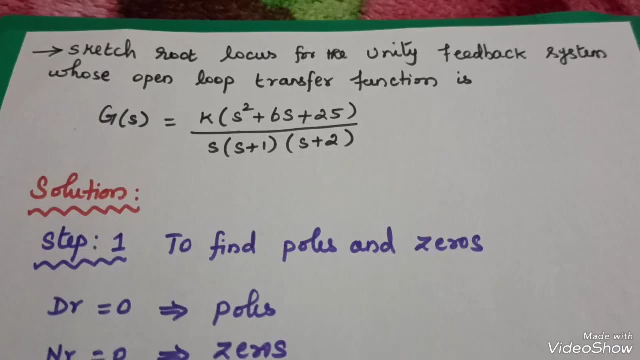 → sketch root locus for the unity feedback system
whose open loop transfer function is
G(s) = K(s²+6s+25) / s(s+1)(s+2)
Solution:
Step: 1 To find poles and zeros
Dr = 0 ⇒ poles
Nr = 0 ⇒ zeros
Made with
VideoShow